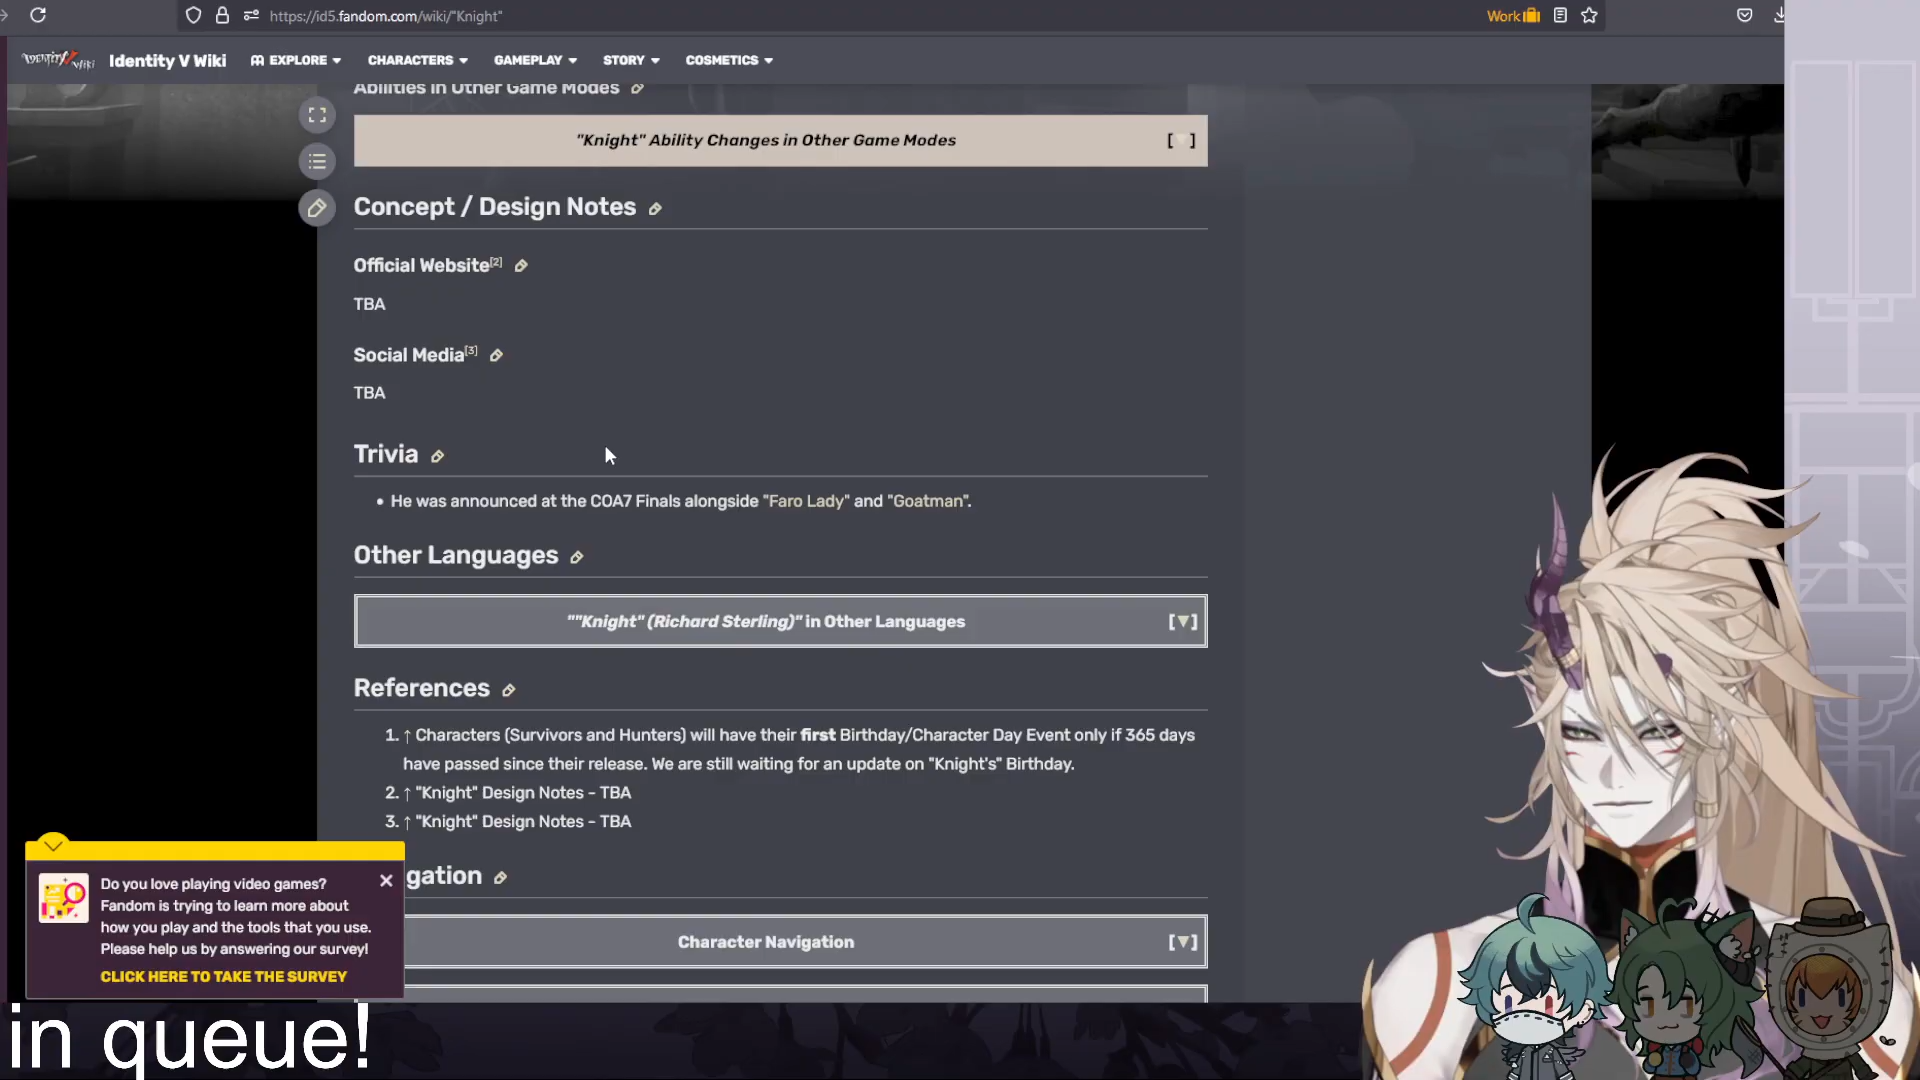 https://id5.fandom.com/wiki/"Knight"
Work
IDENTITY V Wiki
Identity V Wiki
EXPLORE
CHARACTERS
GAMEPLAY
STORY
COSMETICS
Abilities in Other Game Modes
"Knight" Ability Changes in Other Game Modes
[▼]
Concept / Design Notes
Official Website[2]
TBA
Social Media[3]
TBA
Trivia
• He was announced at the COA7 Finals alongside "Faro Lady" and "Goatman".
Other Languages
""Knight" (Richard Sterling)" in Other Languages
[▼]
References
1. ↑ Characters (Survivors and Hunters) will have their first Birthday/Character Day Event only if 365 days
have passed since their release. We are still waiting for an update on "Knight's" Birthday.
2. ↑ "Knight" Design Notes - TBA
3. ↑ "Knight" Design Notes - TBA
gation
Character Navigation
[▼]
Do you love playing video games?
Fandom is trying to learn more about
how you play and the tools that you use.
Please help us by answering our survey!
CLICK HERE TO TAKE THE SURVEY
in queue!